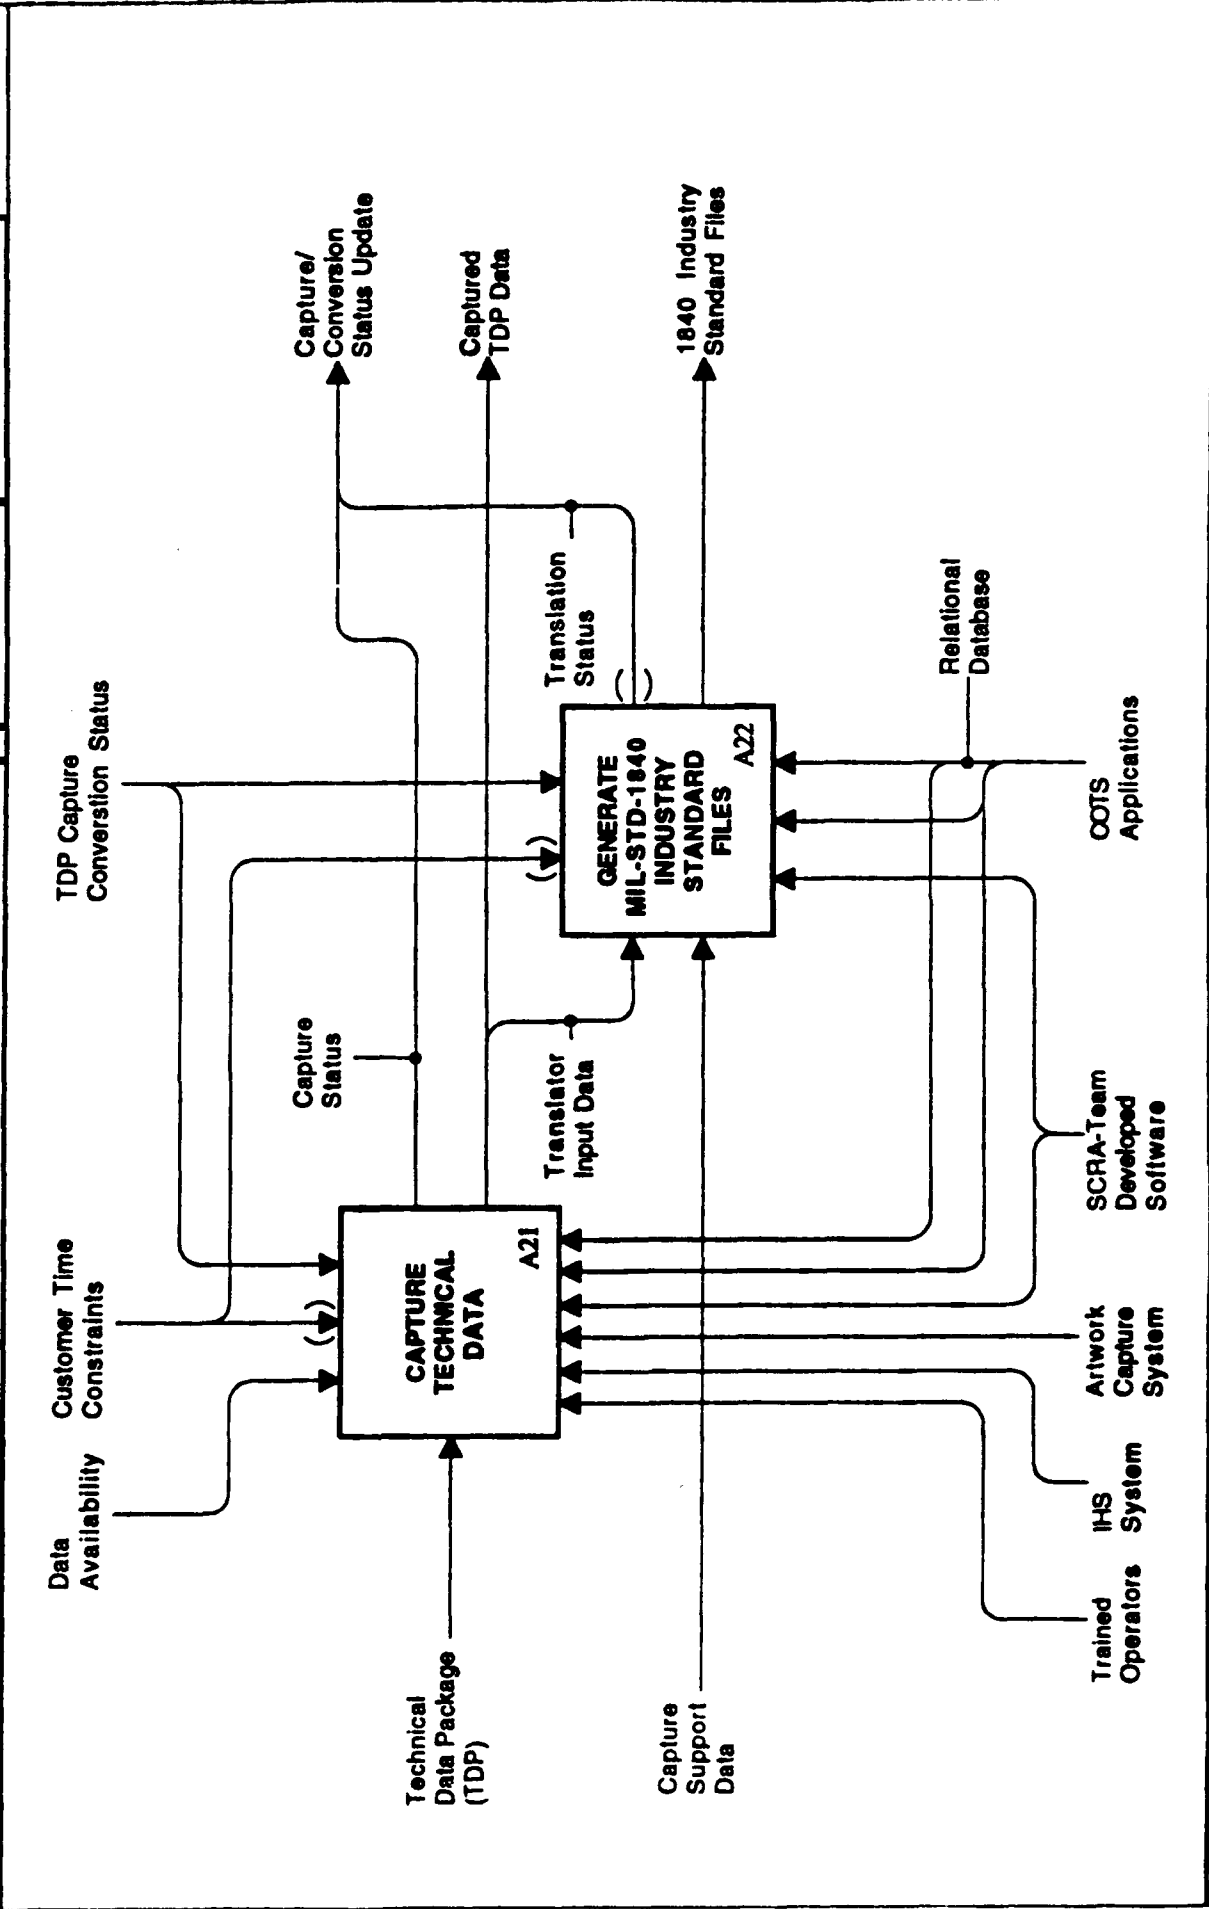 Data
Availability
Customer Time
Constraints
TDP Capture
Converstion Status
Capture/
Conversion
Status Update
Captured
TDP Data
1840 Industry
Standard Files
Capture
Status
CAPTURE
TECHNICAL
DATA
A21
Translator
Input Data
Translation
Status
GENERATE
MIL-STD-1840
INDUSTRY
STANDARD
FILES
A22
Technical
Data Package
(TDP)
Capture
Support
Data
Relational
Database
Trained
Operators
IHS
System
Artwork
Capture
System
SCRA-Team
Developed
Software
COTS
Applications